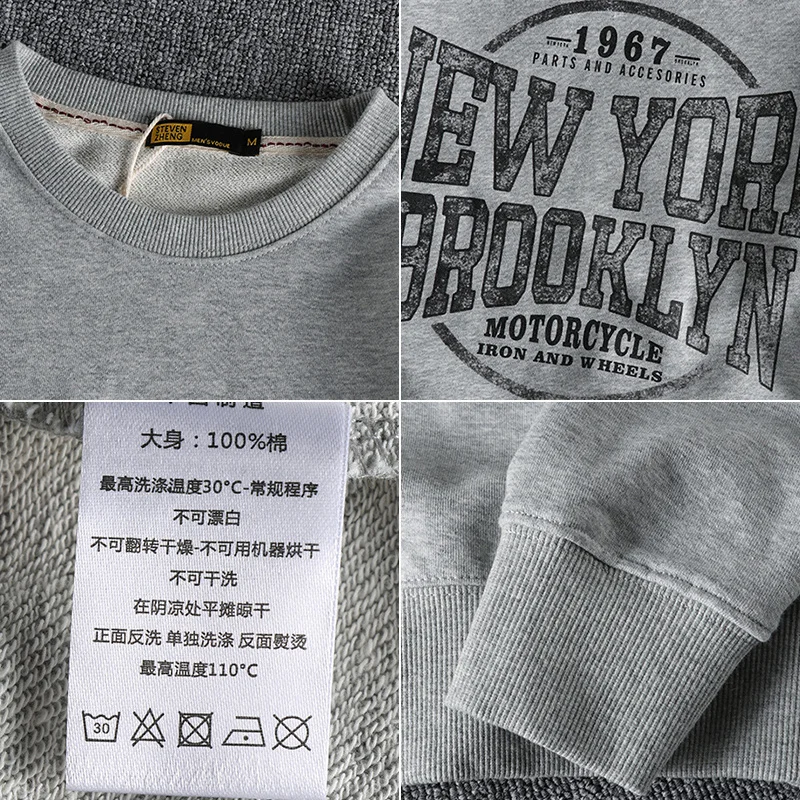 STEVEN
ZHENG
MEN'S VOGUE
M
1967
PARTS AND ACCESORIES
NEW YOR
BROOKLYN
MOTORCYCLE
IRON AND WHEELS
大身：100%棉
最高洗涤温度30°C-常规程序
不可漂白
不可翻转干燥-不可用机器烘干
不可干洗
在阴凉处平摊晾干
正面反洗 单独洗涤 反面熨烫
最高温度110°C
30